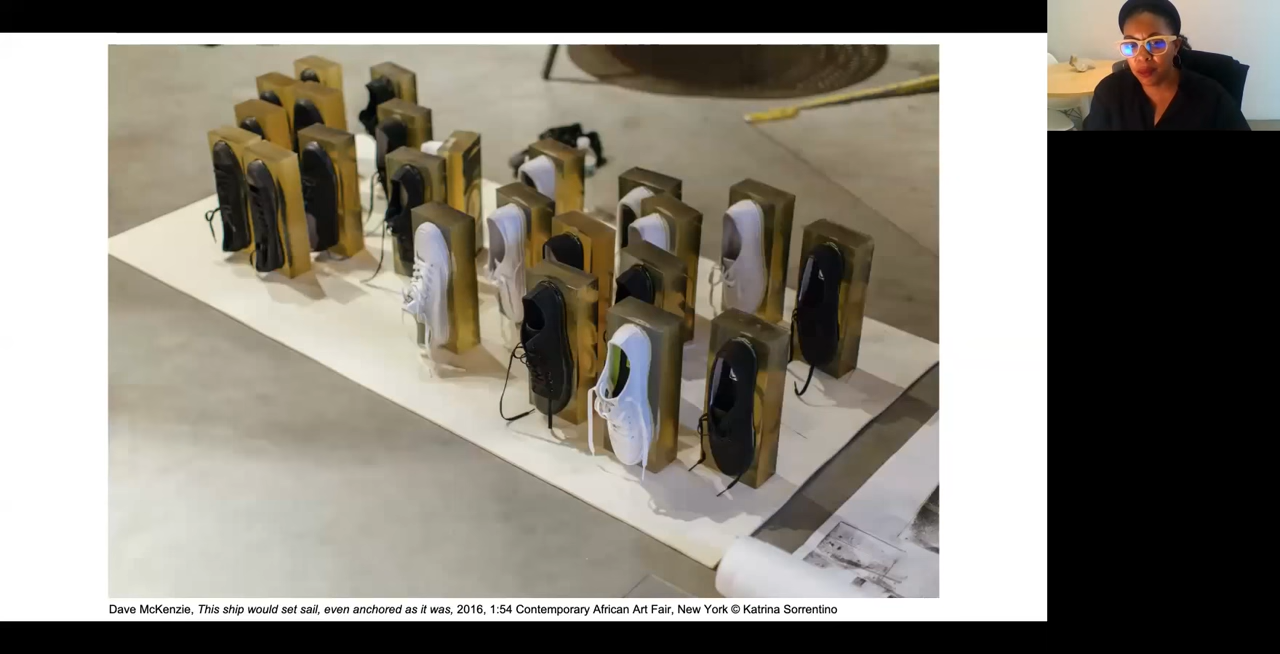 Dave McKenzie, This ship would set sail, even anchored as it was, 2016, 1:54 Contemporary African Art Fair, New York © Katrina Sorrentino